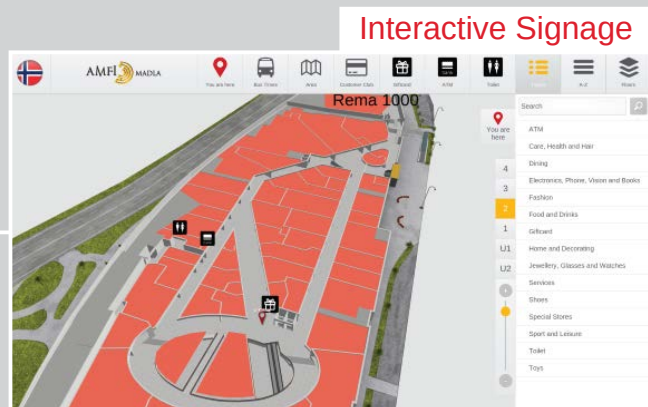 Interactive Signage
AMFI MADLA
You are here
Bus Times
Area
Customer Club
Giftcard
ATM
Toilet
A-Z
Floors
Rema 1000
You are
here
4
3
2
1
U1
U2
Search
ATM
Care, Health and Hair
Dining
Electronics, Phone, Vision and Books
Fashion
Food and Drinks
Giftcard
Home and Decorating
Jewellery, Glasses and Watches
Services
Shoes
Special Stores
Sport and Leisure
Toilet
Toys